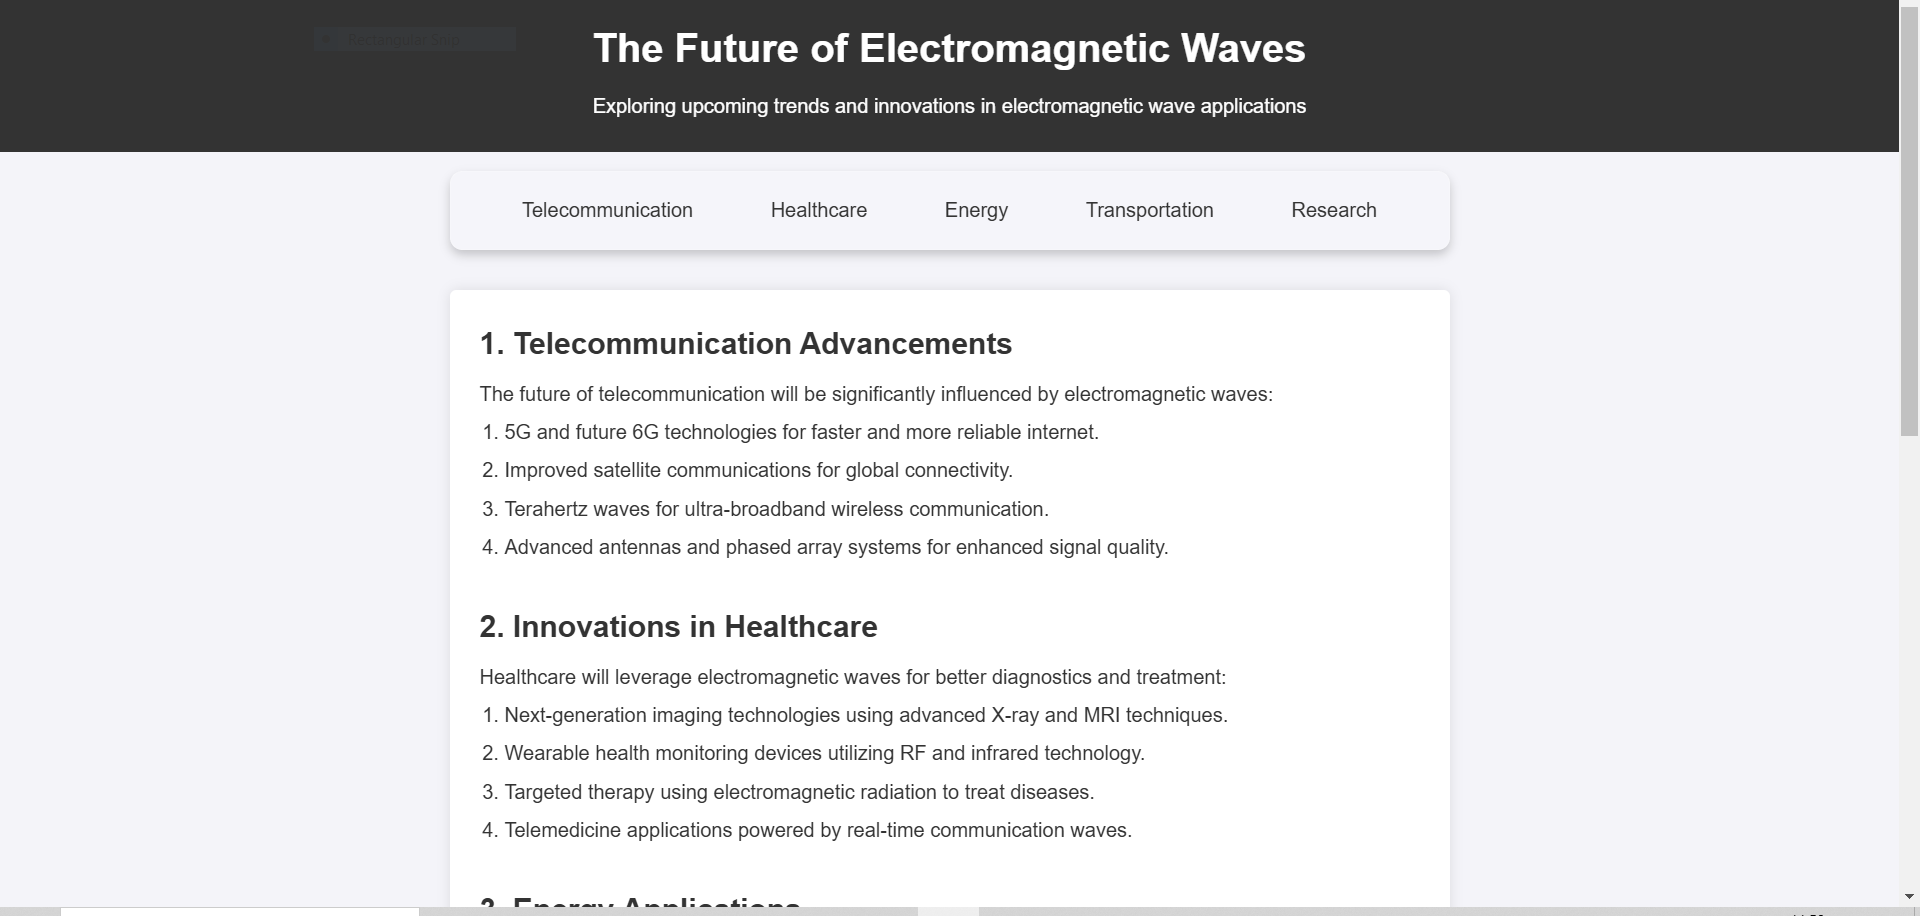 Rectangular Snip
The Future of Electromagnetic Waves
Exploring upcoming trends and innovations in electromagnetic wave applications
Telecommunication Healthcare Energy Transportation Research
1. Telecommunication Advancements
The future of telecommunication will be significantly influenced by electromagnetic waves:
1. 5G and future 6G technologies for faster and more reliable internet.
2. Improved satellite communications for global connectivity.
3. Terahertz waves for ultra-broadband wireless communication.
4. Advanced antennas and phased array systems for enhanced signal quality.
2. Innovations in Healthcare
Healthcare will leverage electromagnetic waves for better diagnostics and treatment:
1. Next-generation imaging technologies using advanced X-ray and MRI techniques.
2. Wearable health monitoring devices utilizing RF and infrared technology.
3. Targeted therapy using electromagnetic radiation to treat diseases.
4. Telemedicine applications powered by real-time communication waves.
3. Energy Applications